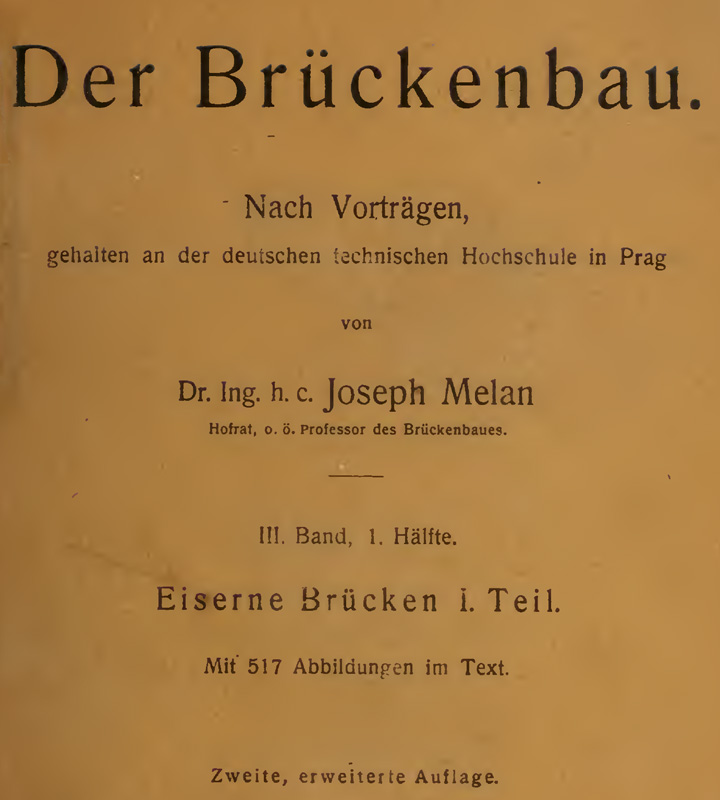 Der Brückenbau.
Nach Vorträgen,
gehalten an der deutschen technischen Hochschule in Prag
von
Dr. Ing. h. c. Joseph Melan
Hofrat, o. ö. Professor des Brückenbaues.
III. Band, 1. Hälfte.
Eiserne Brücken i. Teil.
Mit 517 Abbildungen im Text.
Zweite, erweiterte Auflage.